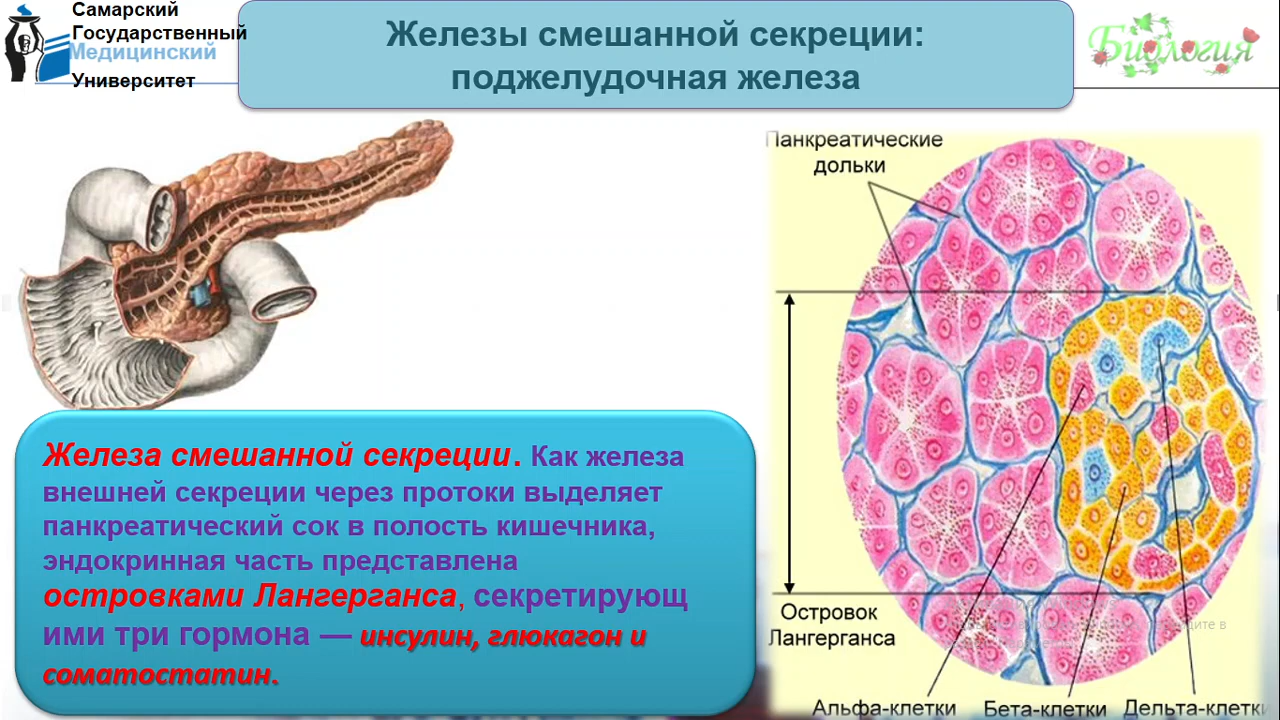 Самарский
Государственный
Медицинский
Университет
Железы смешанной секреции:
поджелудочная железа
Биология
Панкреатические
дольки
Железа смешанной секреции. Как железа
внешней секреции через протоки выделяет
панкреатический сок в полость кишечника,
эндокринная часть представлена
островками Лангерганса, секретирующ
ими три гормона — инсулин, глюкагон и
соматостатин.
Островок
Лангерганса
Альфа-клетки
Бета-клетки
Дельта-клетки